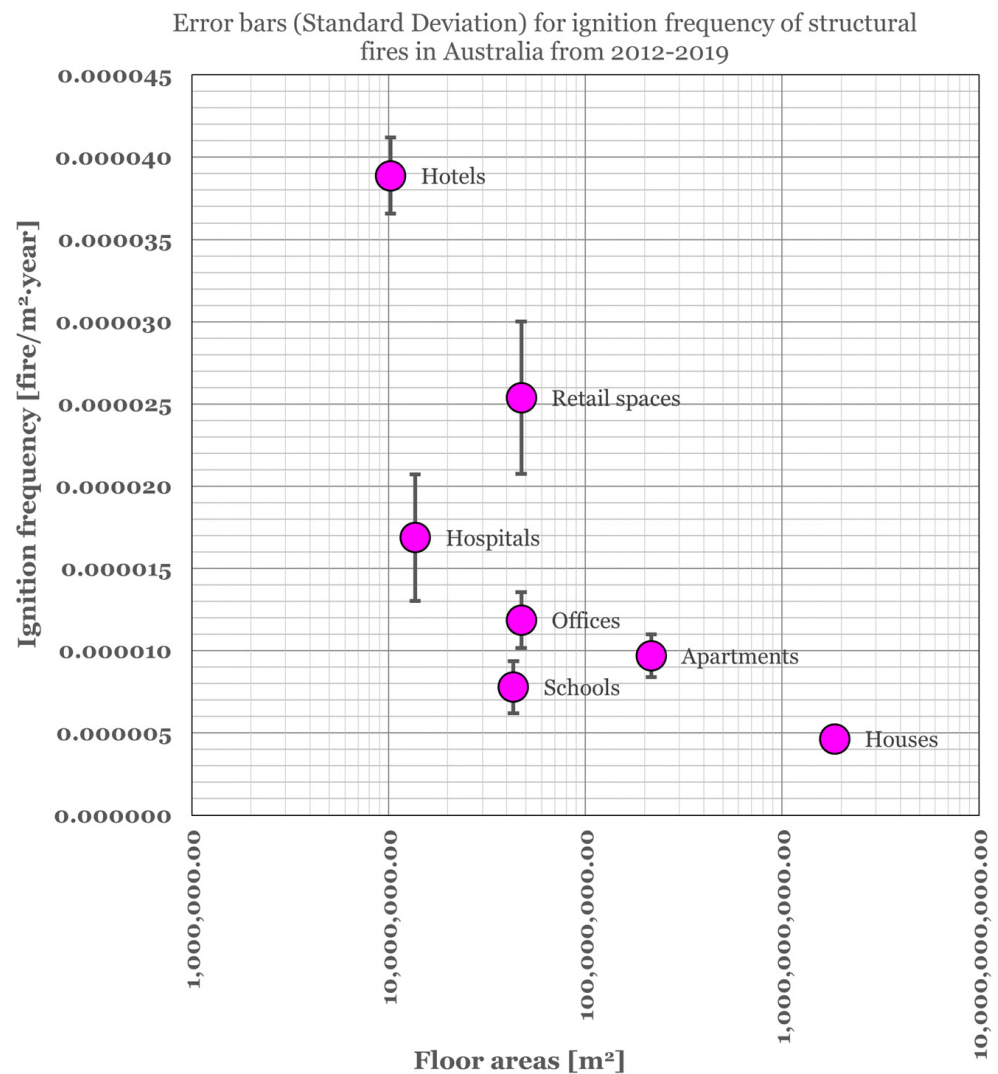 Error bars (Standard Deviation) for ignition frequency of structural
fires in Australia from 2012-2019
0.000045
0.000040
0.000035
0.000030
0.000025
0.000020
0.000015
0.000010
0.000005
0.000000
Ignition frequency [fire/m²·year]
Hotels
Retail spaces
Hospitals
Offices
Apartments
Schools
Houses
1,000,000.00
10,000,000.00
100,000,000.00
1,000,000,000.00
10,000,000,000.00
Floor areas [m²]